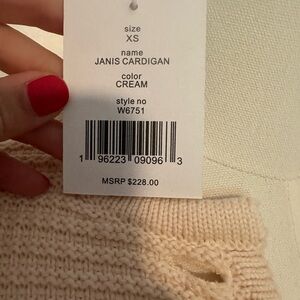 size
XS
name
JANIS CARDIGAN
color
CREAM
style no
W6751
1 96223 09096 3
MSRP $228.00